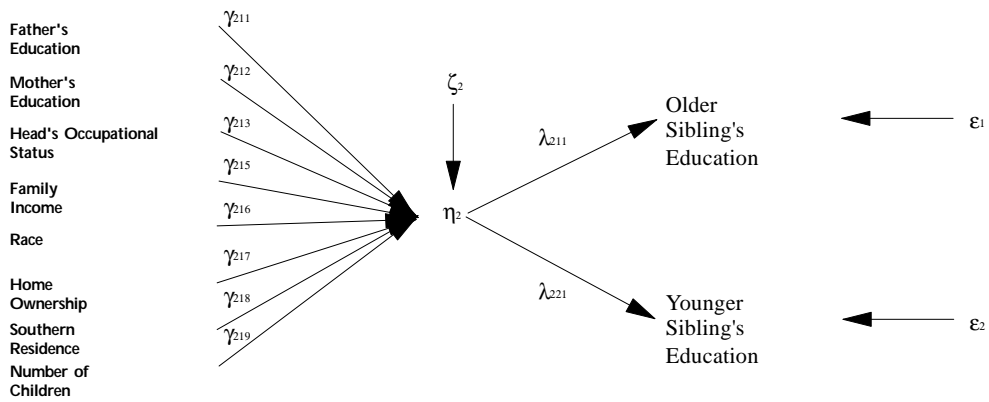 Father's
Education
Mother's
Education
Head's Occupational
Status
Family
Income
Race
Home
Ownership
Southern
Residence
Number of
Children
γ211
γ212
γ213
γ215
γ216
γ217
γ218
γ219
ζ2
η2
λ211
λ221
Older
Sibling's
Education
Younger
Sibling's
Education
ε1
ε2